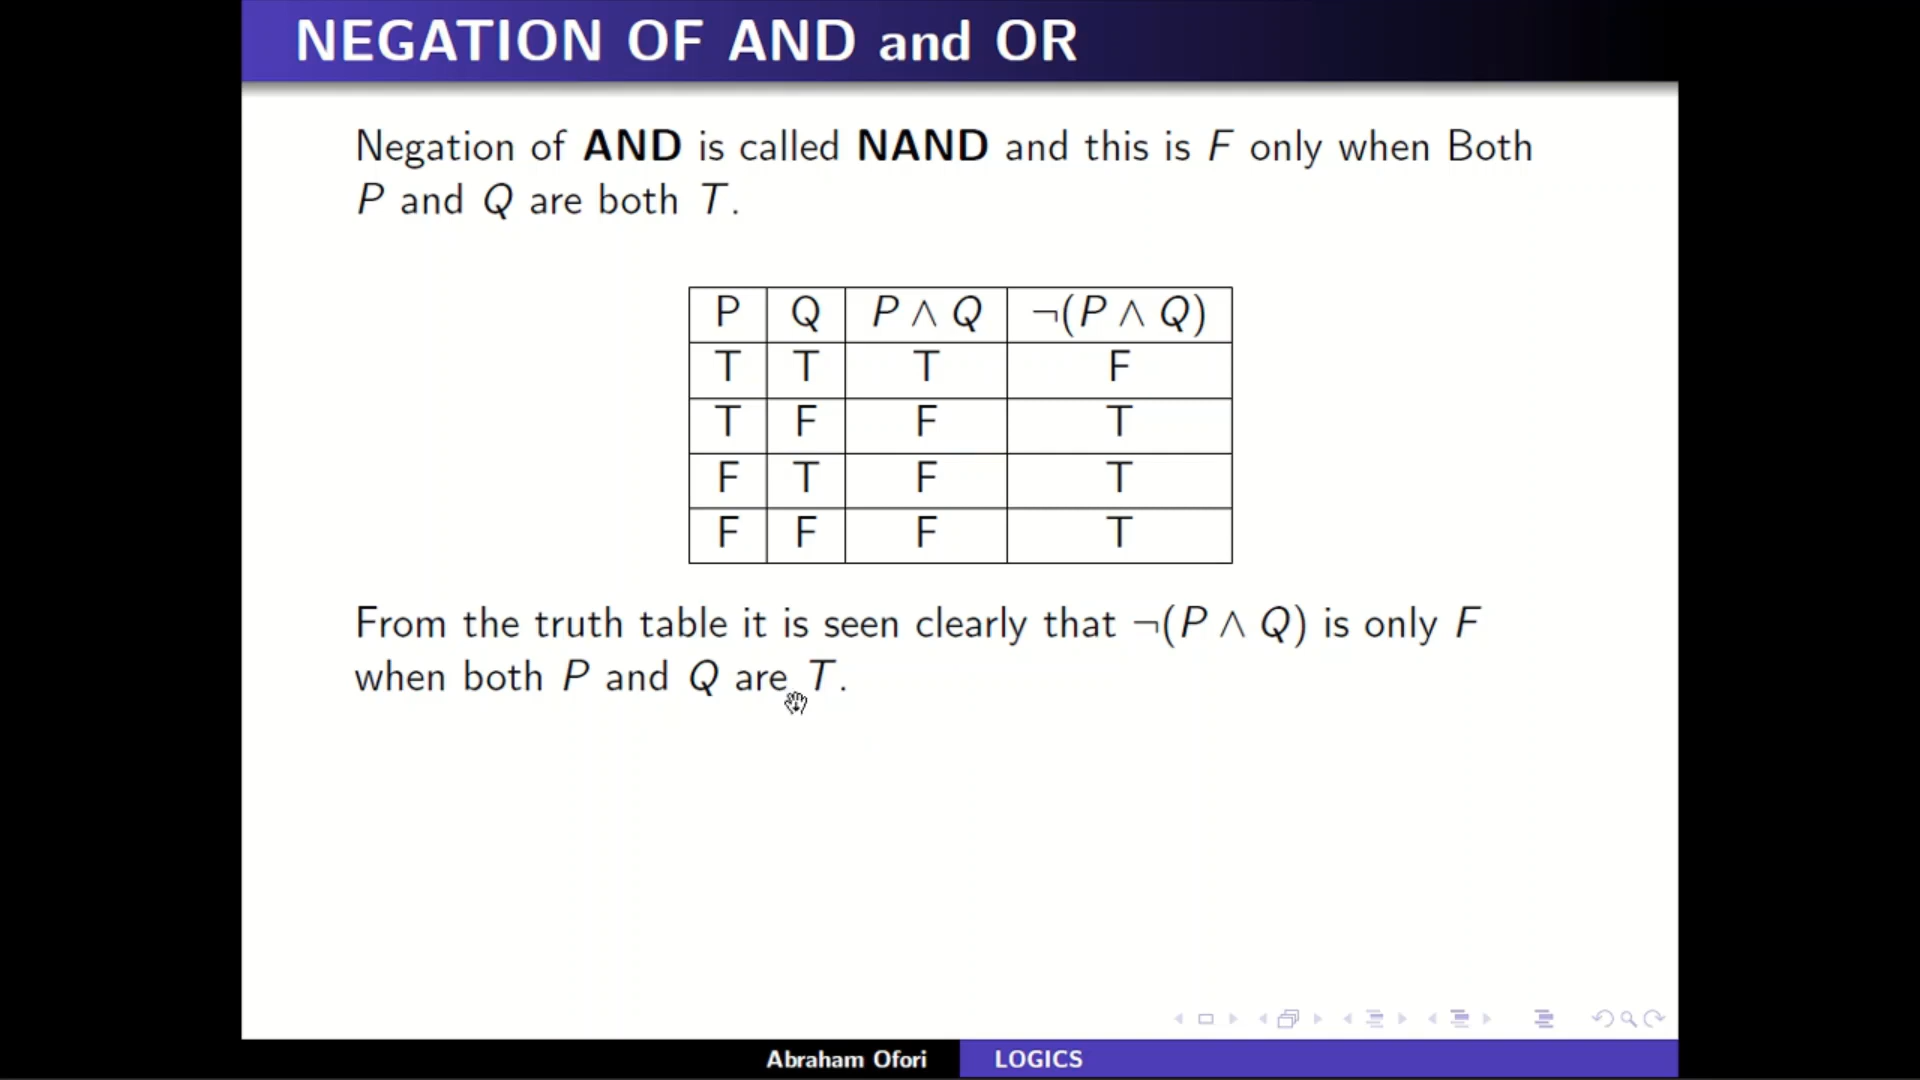 NEGATION OF AND and OR
Negation of AND is called NAND and this is F only when Both
P and Q are both T.
P Q P ∧ Q ¬(P ∧ Q)
T T T F
T F F T
F T F T
F F F T
From the truth table it is seen clearly that ¬(P ∧ Q) is only F
when both P and Q are T.
Abraham Ofori LOGICS